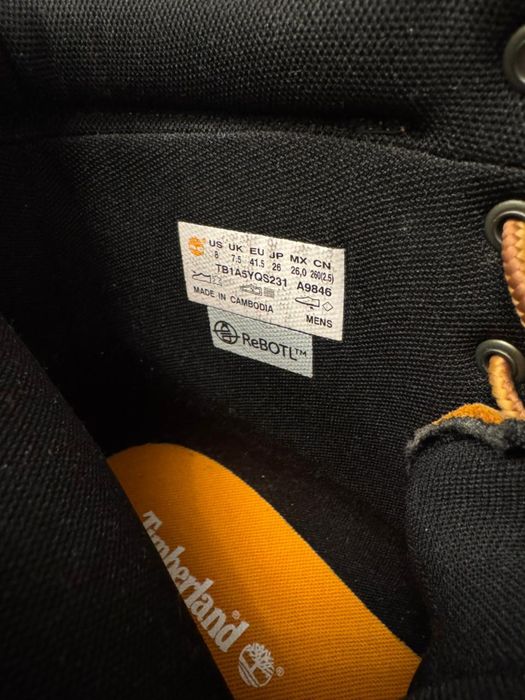 US UK EU JP MX CN
8 7.5 41.5 26 26,0 260(2.5)
TB1A5YQS231 A9846
MADE IN CAMBODIA MENS
ReBOTL™
Timberland®